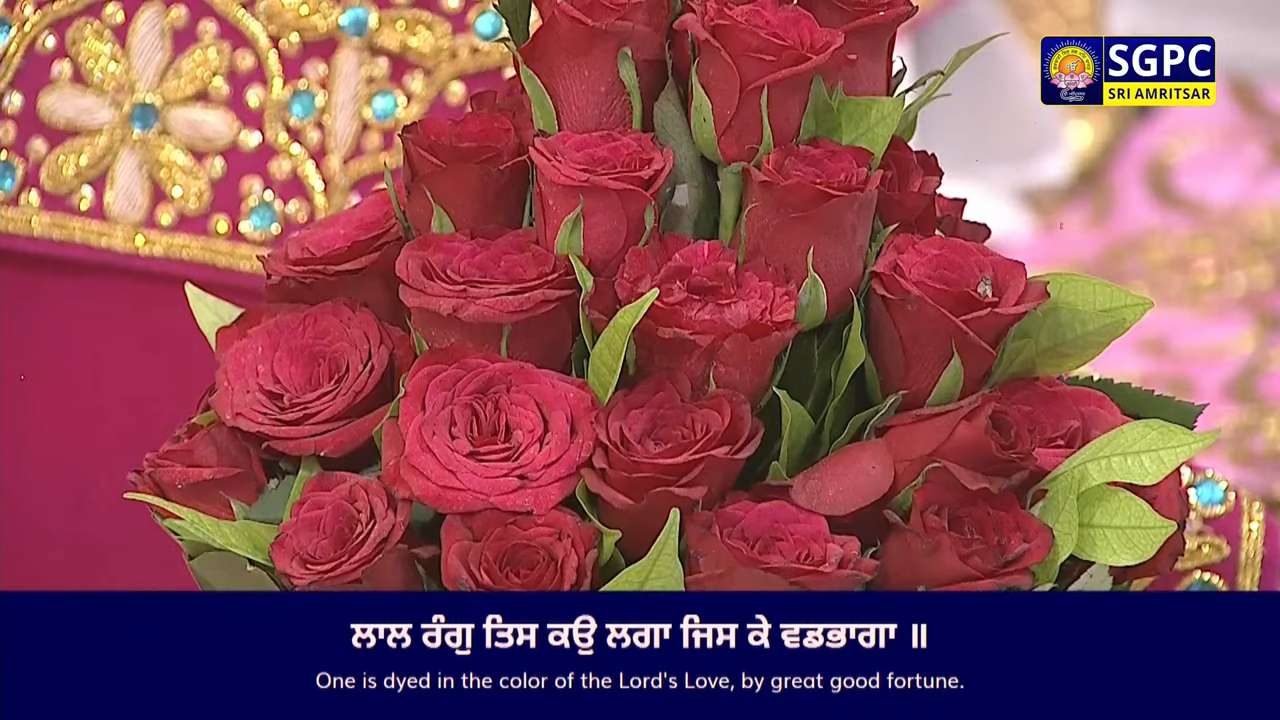 SGPC
SRI AMRITSAR
ਲਾਲ ਰੰਗੁ ਤਿਸ ਕਉ ਲਗਾ ਜਿਸ ਕੇ ਵਡਭਾਗਾ ॥
One is dyed in the color of the Lord's Love, by great good fortune.